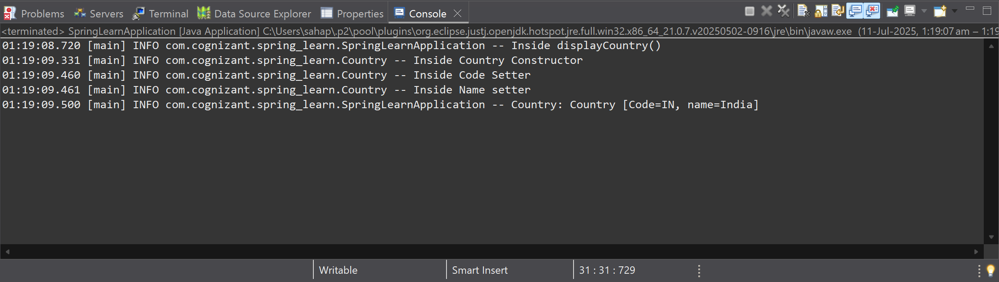 Problems Servers Terminal Data Source Explorer Properties Console
<terminated> SpringLearnApplication [Java Application] C:\Users\sahap\.p2\pool\plugins\org.eclipse.justj.openjdk.hotspot.jre.full.win32.x86_64_21.0.7.v20250502-0916\jre\bin\javaw.exe (11-Jul-2025, 1:19:07 am – 1:19
01:19:08.720 [main] INFO com.cognizant.spring_learn.SpringLearnApplication -- Inside displayCountry()
01:19:09.331 [main] INFO com.cognizant.spring_learn.Country -- Inside Country Constructor
01:19:09.460 [main] INFO com.cognizant.spring_learn.Country -- Inside Code Setter
01:19:09.461 [main] INFO com.cognizant.spring_learn.Country -- Inside Name setter
01:19:09.500 [main] INFO com.cognizant.spring_learn.SpringLearnApplication -- Country: Country [Code=IN, name=India]
Writable Smart Insert 31 : 31 : 729